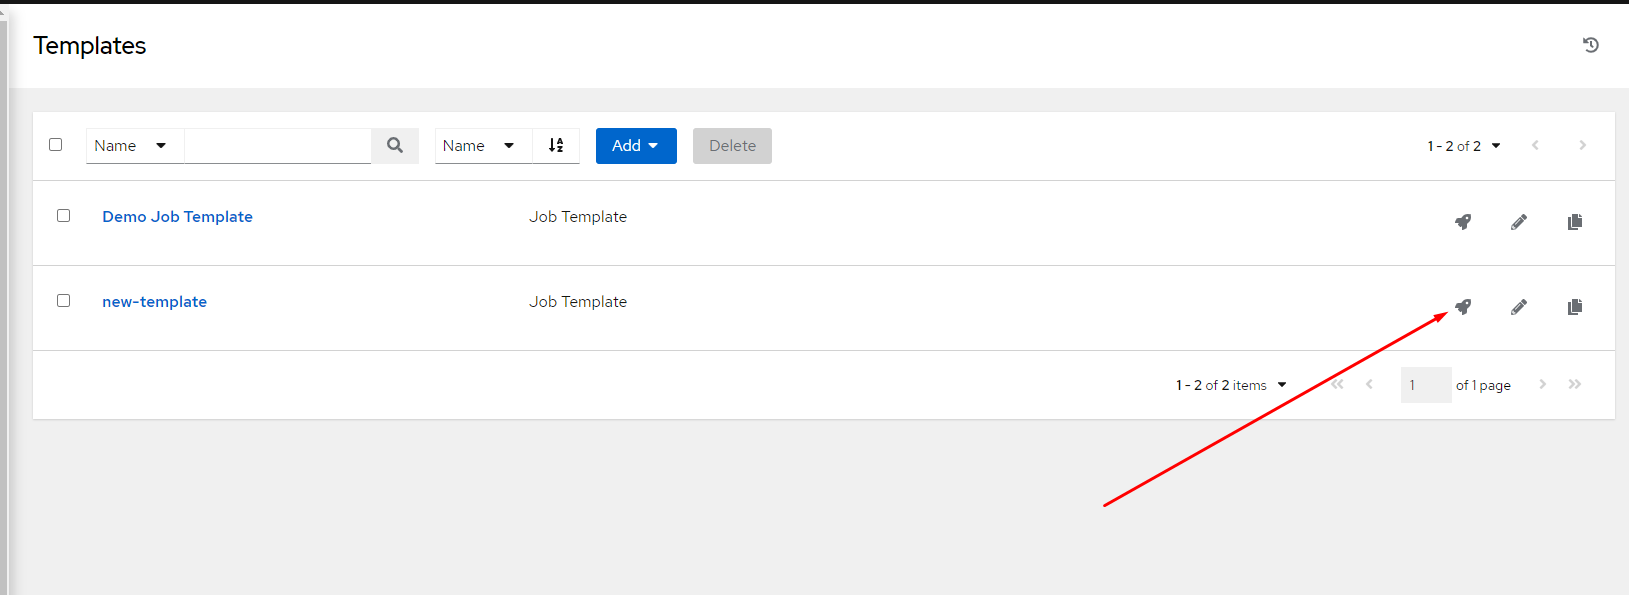 Templates
Name Name Add Delete 1 - 2 of 2
Demo Job Template Job Template
new-template Job Template
1 - 2 of 2 items 1 of 1 page